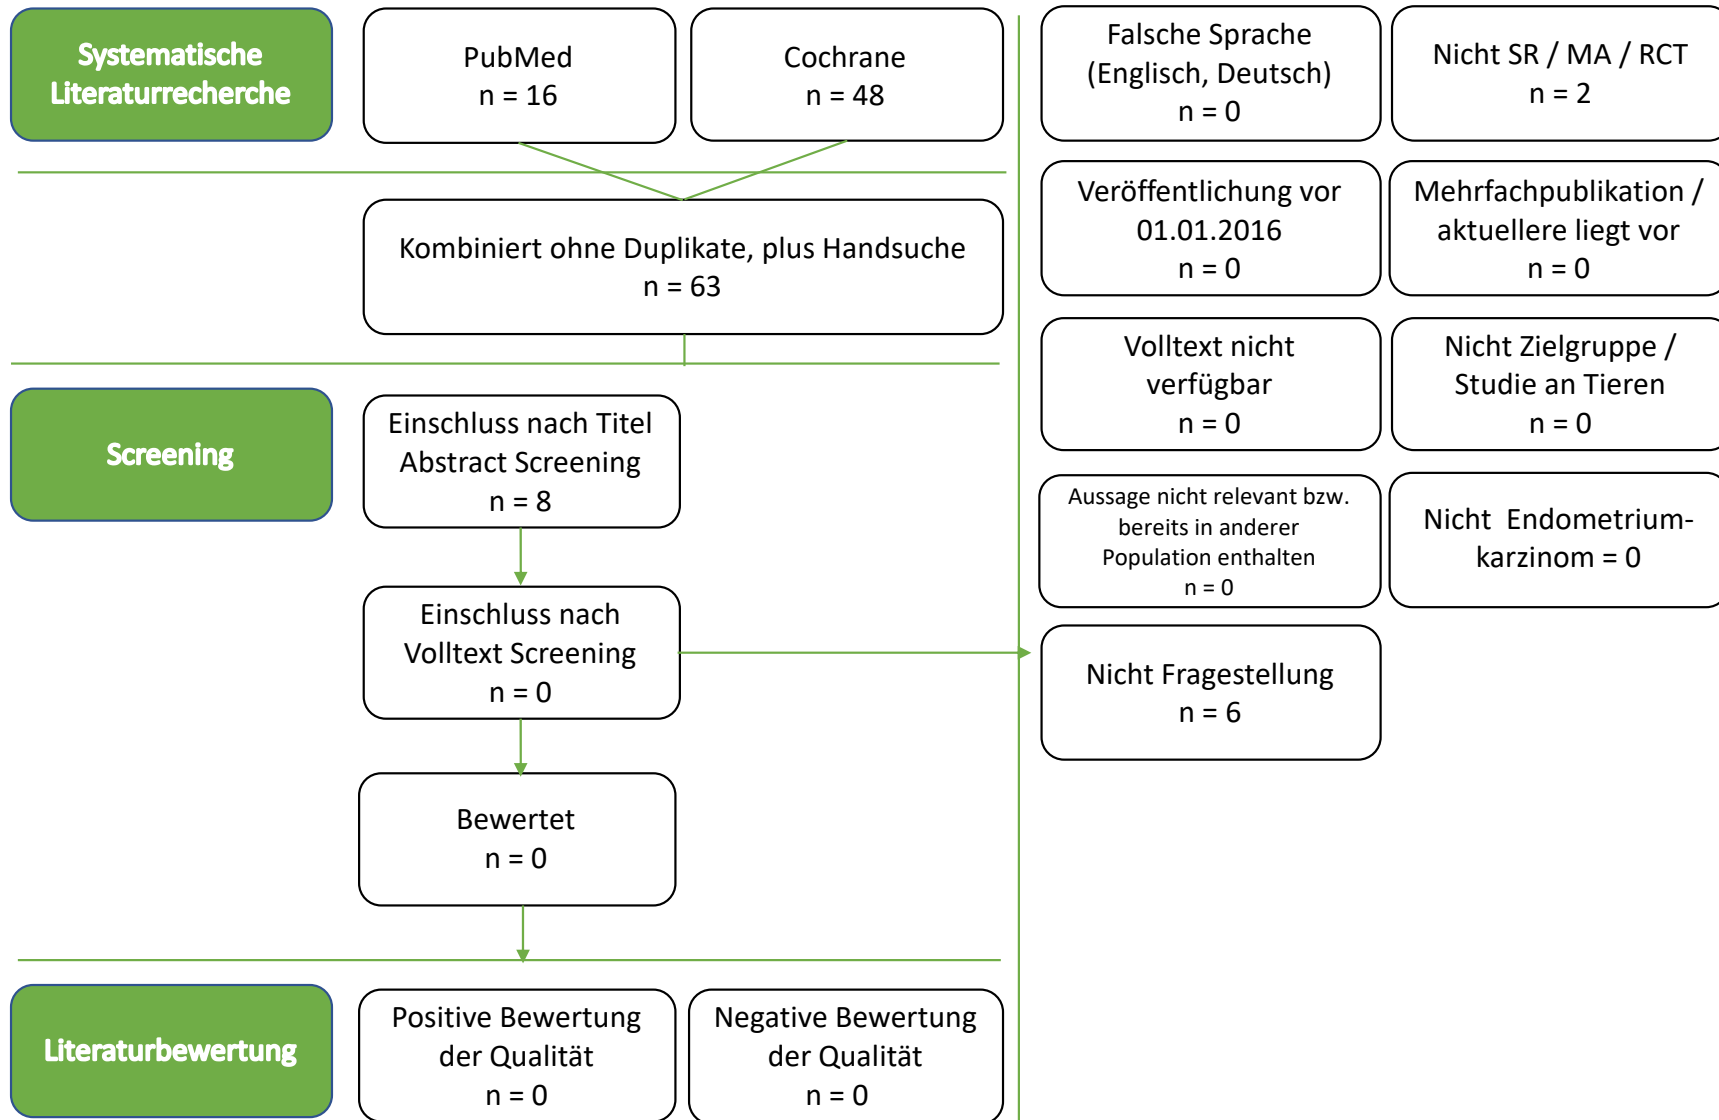 Systematische
Literaturrecherche
PubMed
n = 16
Cochrane
n = 48
Kombiniert ohne Duplikate, plus Handsuche
n = 63
Screening
Einschluss nach Titel
Abstract Screening
n = 8
Einschluss nach
Volltext Screening
n = 0
Bewertet
n = 0
Literaturbewertung
Positive Bewertung
der Qualität
n = 0
Negative Bewertung
der Qualität
n = 0
Falsche Sprache
(Englisch, Deutsch)
n = 0
Nicht SR / MA / RCT
n = 2
Veröffentlichung vor
01.01.2016
n = 0
Mehrfachpublikation /
aktuellere liegt vor
n = 0
Volltext nicht
verfügbar
n = 0
Nicht Zielgruppe /
Studie an Tieren
n = 0
Aussage nicht relevant bzw.
bereits in anderer
Population enthalten
n = 0
Nicht Endometrium-
karzinom = 0
Nicht Fragestellung
n = 6